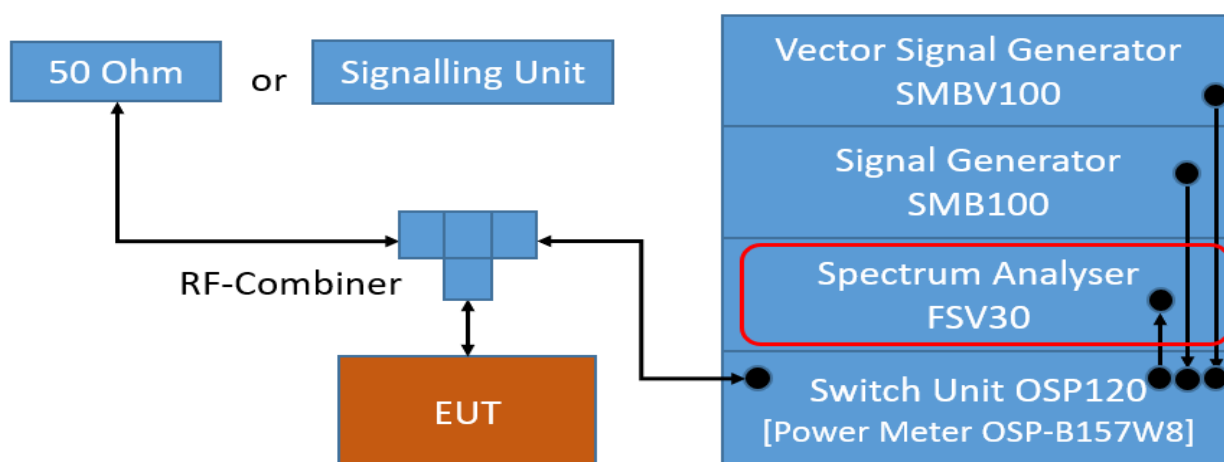 50 Ohm
or
Signalling Unit
RF-Combiner
EUT
Vector Signal Generator
SMBV100
Signal Generator
SMB100
Spectrum Analyser
FSV30
Switch Unit OSP120
[Power Meter OSP-B157W8]